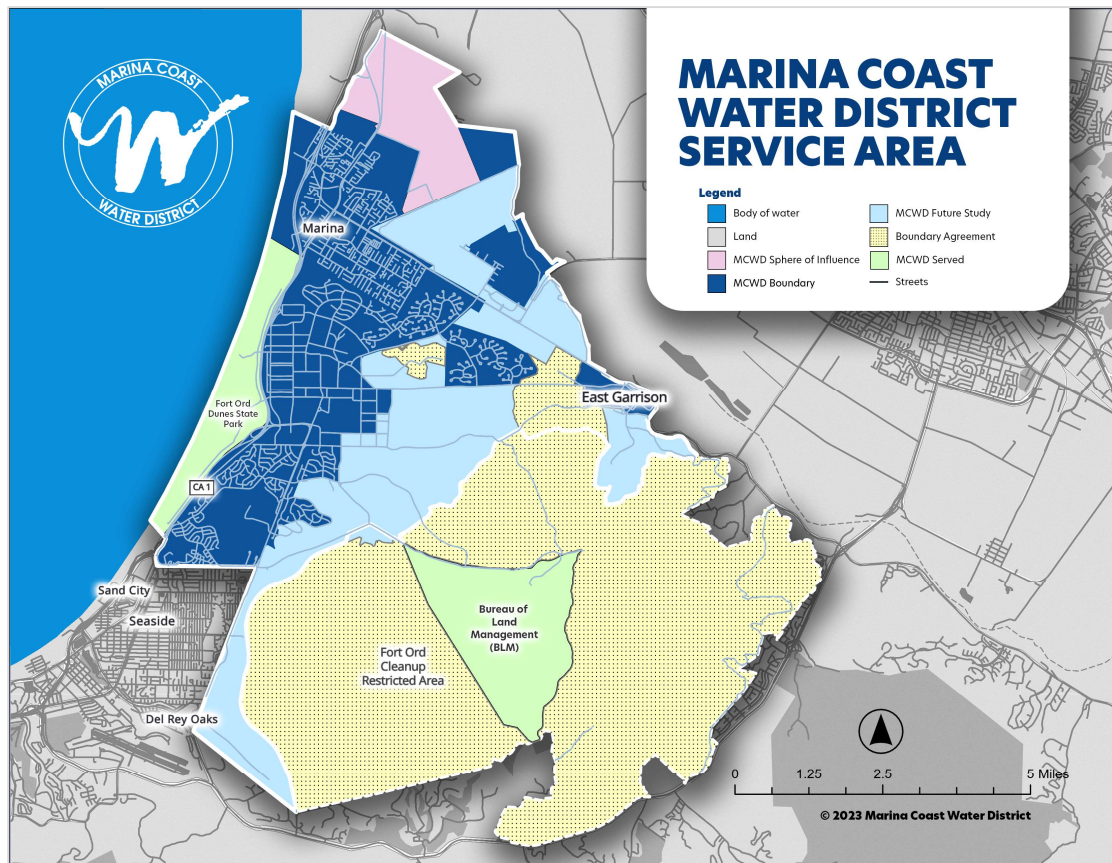 MARINA COAST
WATER DISTRICT
MARINA COAST
WATER DISTRICT
SERVICE AREA
Legend
Body of water
Land
MCWD Sphere of Influence
MCWD Boundary
MCWD Future Study
Boundary Agreement
MCWD Served
Streets
Marina
East Garrison
Fort Ord
Dunes State
Park
CA 1
Sand City
Seaside
Bureau of
Land
Management
(BLM)
Fort Ord
Cleanup
Restricted Area
Del Rey Oaks
0 1.25 2.5 5 Miles
© 2023 Marina Coast Water District